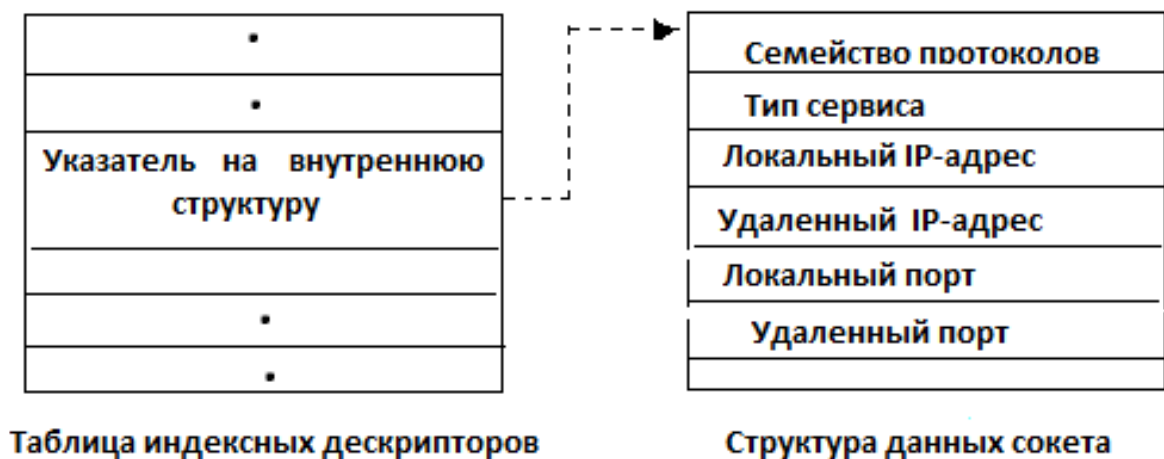 Указатель на внутреннюю
структуру
Семейство протоколов
Тип сервиса
Локальный IP-адрес
Удаленный IP-адрес
Локальный порт
Удаленный порт
Таблица индексных дескрипторов
Структура данных сокета